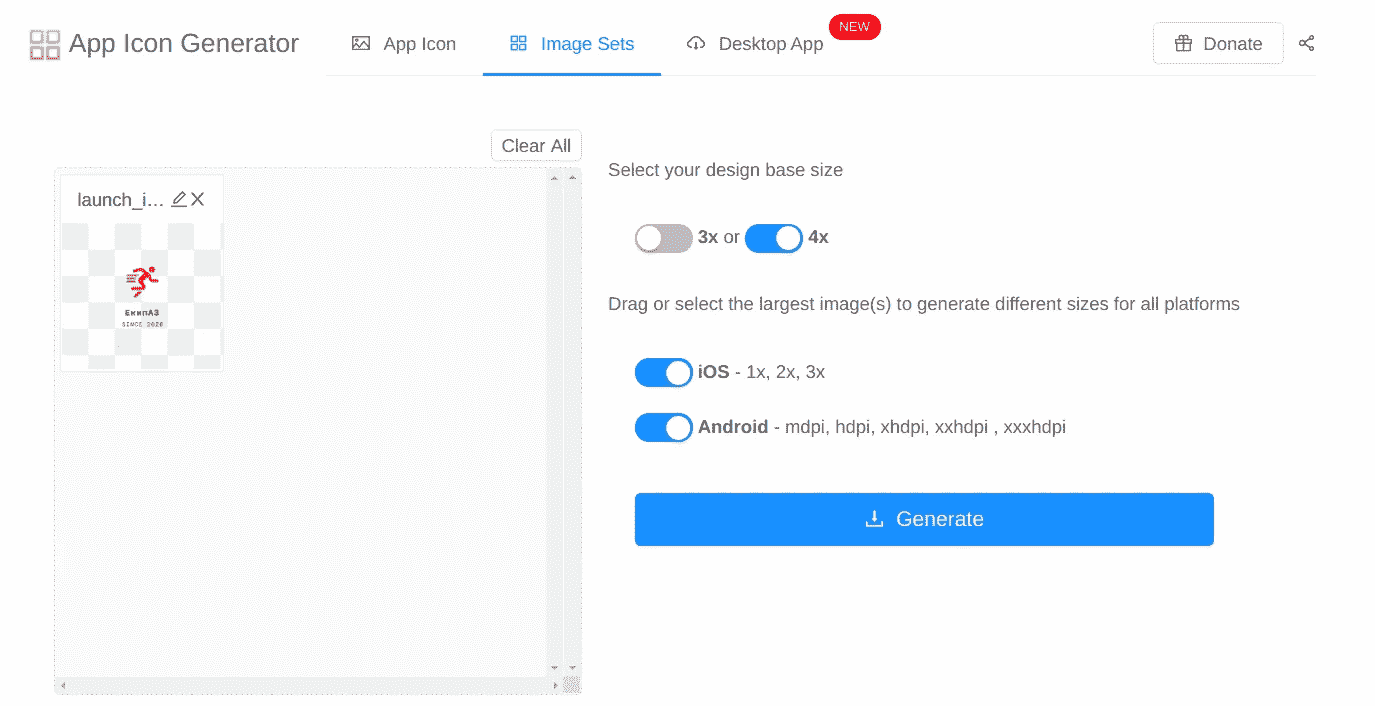 App Icon Generator
App Icon
Image Sets
Desktop App
NEW
Donate
Clear All
launch_i...
ЕкипАЗ
SINCE 2020
Select your design base size
3x or 4x
Drag or select the largest image(s) to generate different sizes for all platforms
iOS - 1x, 2x, 3x
Android - mdpi, hdpi, xhdpi, xxhdpi , xxxhdpi
Generate